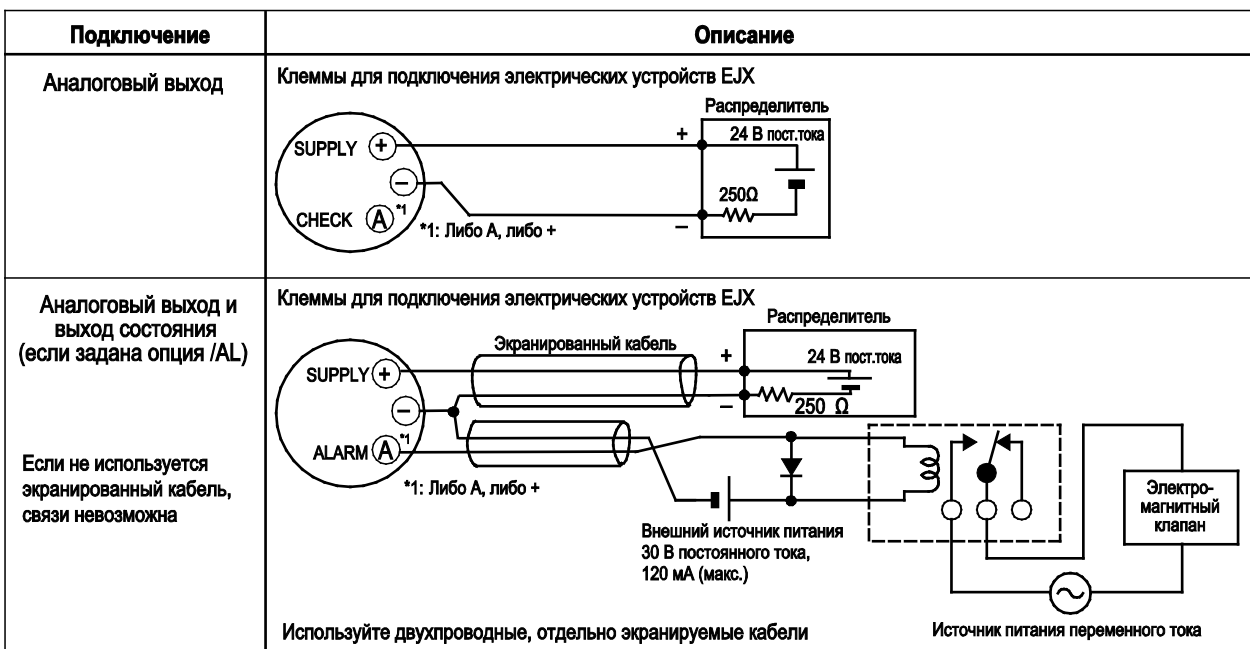 Подключение
Описание
Аналоговый выход
Клеммы для подключения электрических устройств EJX
Распределитель
SUPPLY
+
+
24 В пост.тока
−
250Ω
CHECK
A
*1
*1: Либо A, либо +
−
Аналоговый выход и
выход состояния
(если задана опция /AL)
Если не используется
экранированный кабель,
связи невозможна
Клеммы для подключения электрических устройств EJX
Распределитель
Экранированный кабель
+
24 В пост.тока
SUPPLY
+
−
−
250 Ω
ALARM
A
*1
*1: Либо A, либо +
Электро-
магнитный
клапан
Внешний источник питания
30 В постоянного тока,
120 мА (макс.)
Используйте двухпроводные, отдельно экранируемые кабели
Источник питания переменного тока